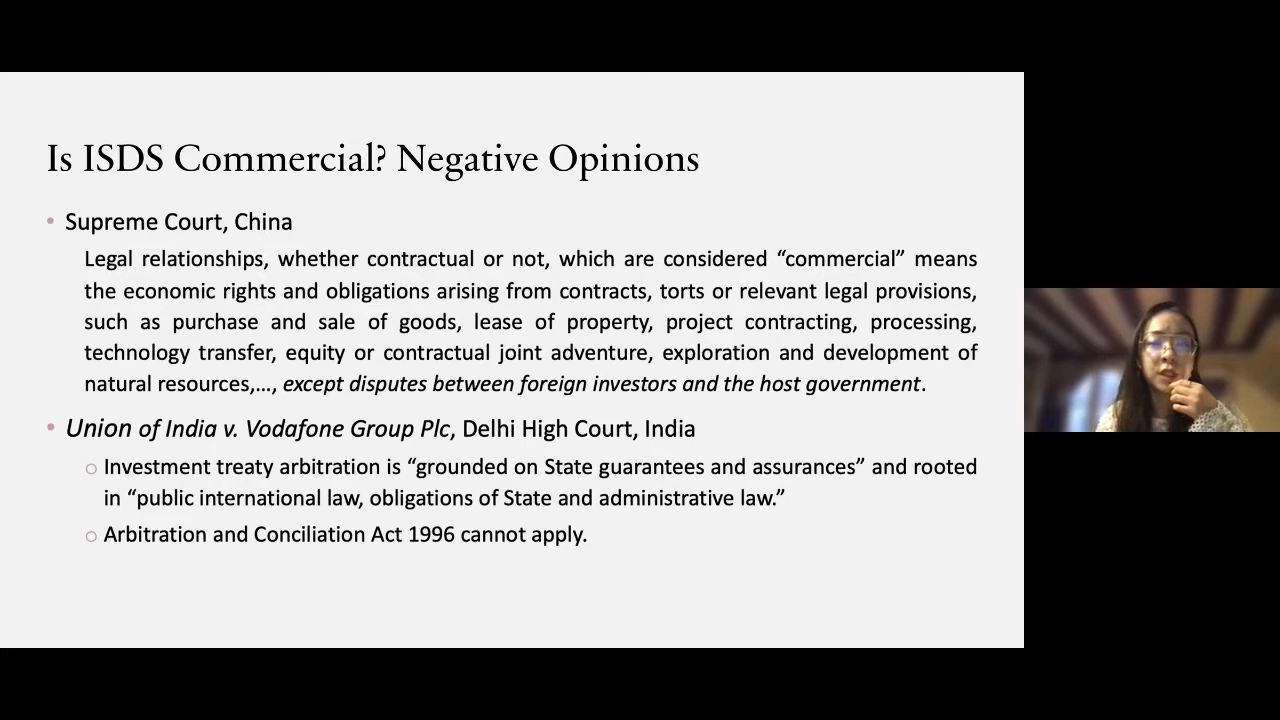 Is ISDS Commercial? Negative Opinions
• Supreme Court, China
Legal relationships, whether contractual or not, which are considered “commercial” means
the economic rights and obligations arising from contracts, torts or relevant legal provisions,
such as purchase and sale of goods, lease of property, project contracting, processing,
technology transfer, equity or contractual joint adventure, exploration and development of
natural resources,…, except disputes between foreign investors and the host government.
• Union of India v. Vodafone Group Plc, Delhi High Court, India
○ Investment treaty arbitration is “grounded on State guarantees and assurances” and rooted
in “public international law, obligations of State and administrative law.”
○ Arbitration and Conciliation Act 1996 cannot apply.